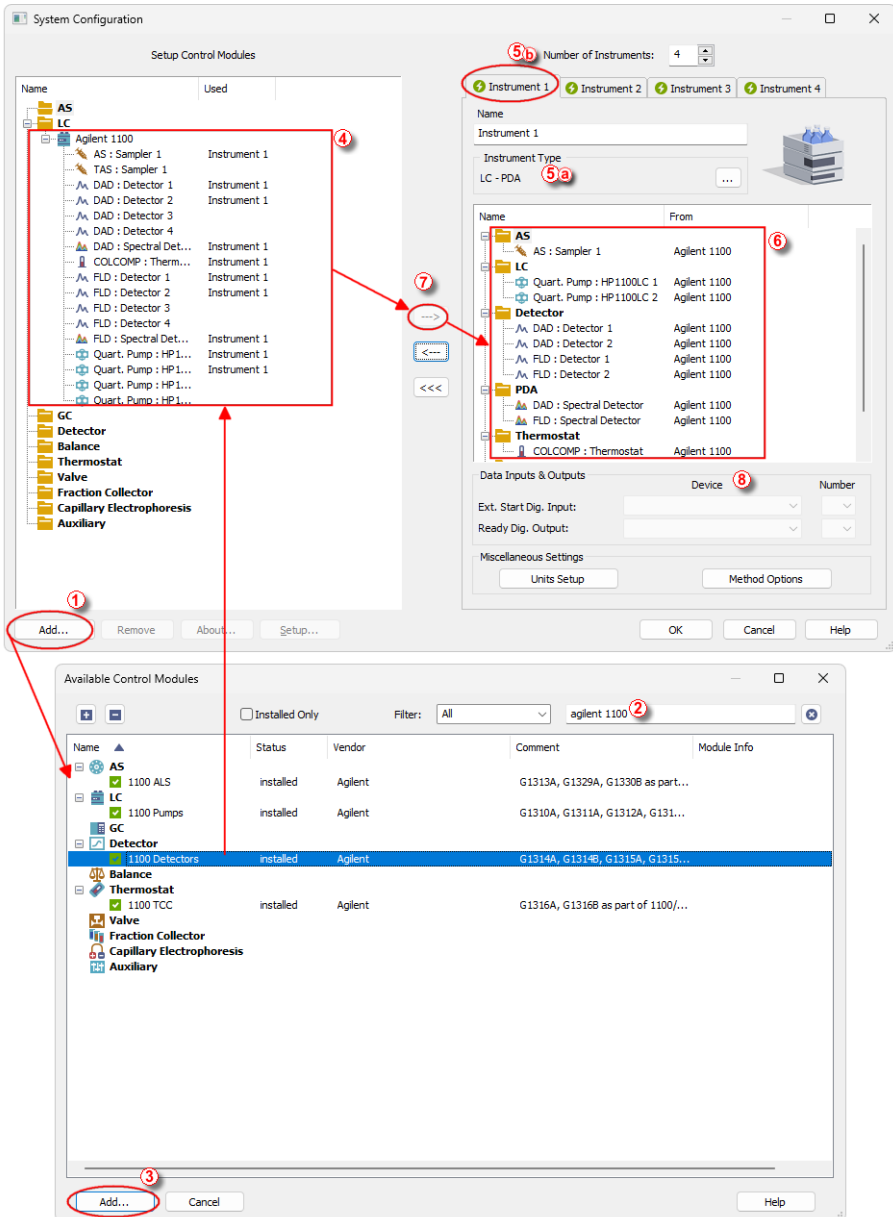 System Configuration
Setup Control Modules
Name Used
AS
LC
Agilent 1100
AS : Sampler 1 Instrument 1
TAS : Sampler 1
DAD : Detector 1 Instrument 1
DAD : Detector 2 Instrument 1
DAD : Detector 3
DAD : Detector 4
DAD : Spectral Det... Instrument 1
COLCOMP : Therm... Instrument 1
FLD : Detector 1 Instrument 1
FLD : Detector 2 Instrument 1
FLD : Detector 3
FLD : Detector 4
FLD : Spectral Det... Instrument 1
Quart. Pump : HP1... Instrument 1
Quart. Pump : HP1... Instrument 1
Quart. Pump : HP1...
Quart. Pump : HP1...
GC
Detector
Balance
Thermostat
Valve
Fraction Collector
Capillary Electrophoresis
Auxiliary
4
1
Add... Remove About... Setup...
7
--->
<---
<<<
5b Number of Instruments: 4
Instrument 1 Instrument 2 Instrument 3 Instrument 4
Name
Instrument 1
Instrument Type
LC - PDA 5a ...
Name From
AS
AS : Sampler 1 Agilent 1100
LC
Quart. Pump : HP1100LC 1 Agilent 1100
Quart. Pump : HP1100LC 2 Agilent 1100
Detector
DAD : Detector 1 Agilent 1100
DAD : Detector 2 Agilent 1100
FLD : Detector 1 Agilent 1100
FLD : Detector 2 Agilent 1100
PDA
DAD : Spectral Detector Agilent 1100
FLD : Spectral Detector Agilent 1100
Thermostat
COLCOMP : Thermostat Agilent 1100
6
Data Inputs & Outputs
Device 8 Number
Ext. Start Dig. Input:
Ready Dig. Output:
Miscellaneous Settings
Units Setup Method Options
OK Cancel Help
Available Control Modules
Installed Only Filter: All agilent 1100 2
Name Status Vendor Comment Module Info
AS
1100 ALS installed Agilent G1313A, G1329A, G1330B as part...
LC
1100 Pumps installed Agilent G1310A, G1311A, G1312A, G131...
GC
Detector
1100 Detectors installed Agilent G1314A, G1314B, G1315A, G1315...
Balance
Thermostat
1100 TCC installed Agilent G1316A, G1316B as part of 1100/...
Valve
Fraction Collector
Capillary Electrophoresis
Auxiliary
3
Add... Cancel Help